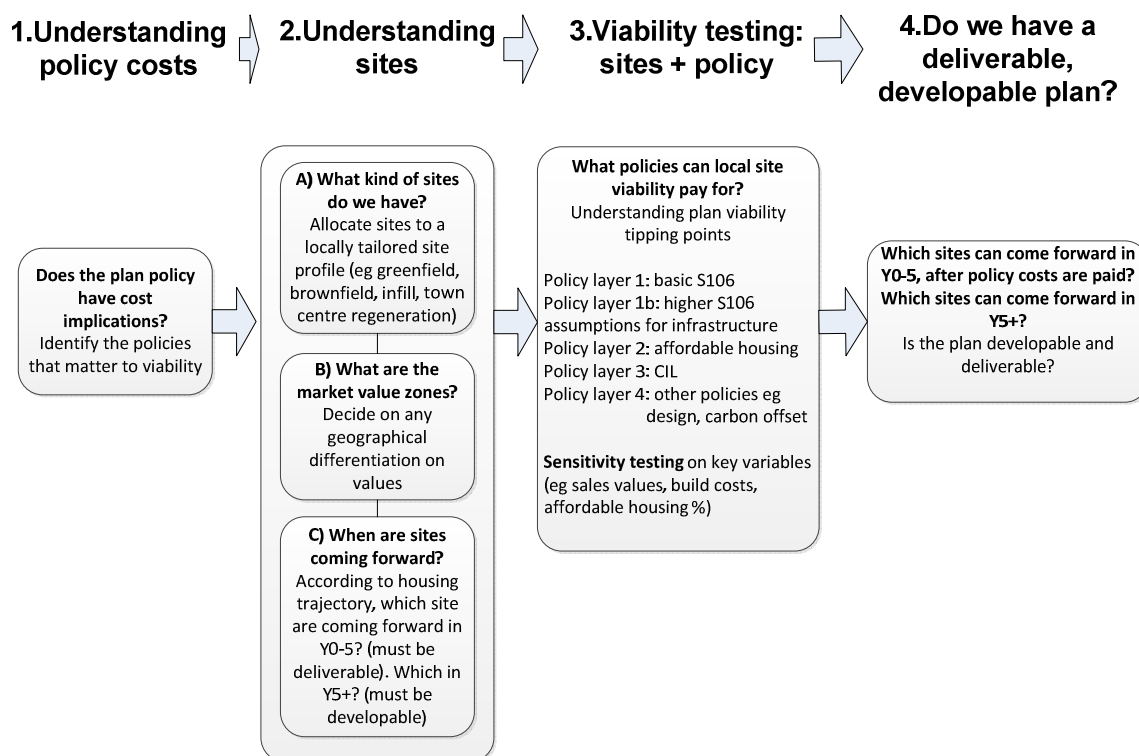 1.Understanding
policy costs
2.Understanding
sites
3.Viability testing:
sites + policy
4.Do we have a
deliverable,
developable plan?
Does the plan policy
have cost
implications?
Identify the policies
that matter to viability
A) What kind of sites
do we have?
Allocate sites to a
locally tailored site
profile (eg greenfield,
brownfield, infill, town
centre regeneration)
B) What are the
market value zones?
Decide on any
geographical
differentiation on
values
C) When are sites
coming forward?
According to housing
trajectory, which site
are coming forward in
Y0-5? (must be
deliverable). Which in
Y5+? (must be
developable)
What policies can local site
viability pay for?
Understanding plan viability
tipping points
Policy layer 1: basic S106
Policy layer 1b: higher S106
assumptions for infrastructure
Policy layer 2: affordable housing
Policy layer 3: CIL
Policy layer 4: other policies eg
design, carbon offset
Sensitivity testing on key variables
(eg sales values, build costs,
affordable housing %)
Which sites can come forward in
Y0-5, after policy costs are paid?
Which sites can come forward in
Y5+?
Is the plan developable and
deliverable?